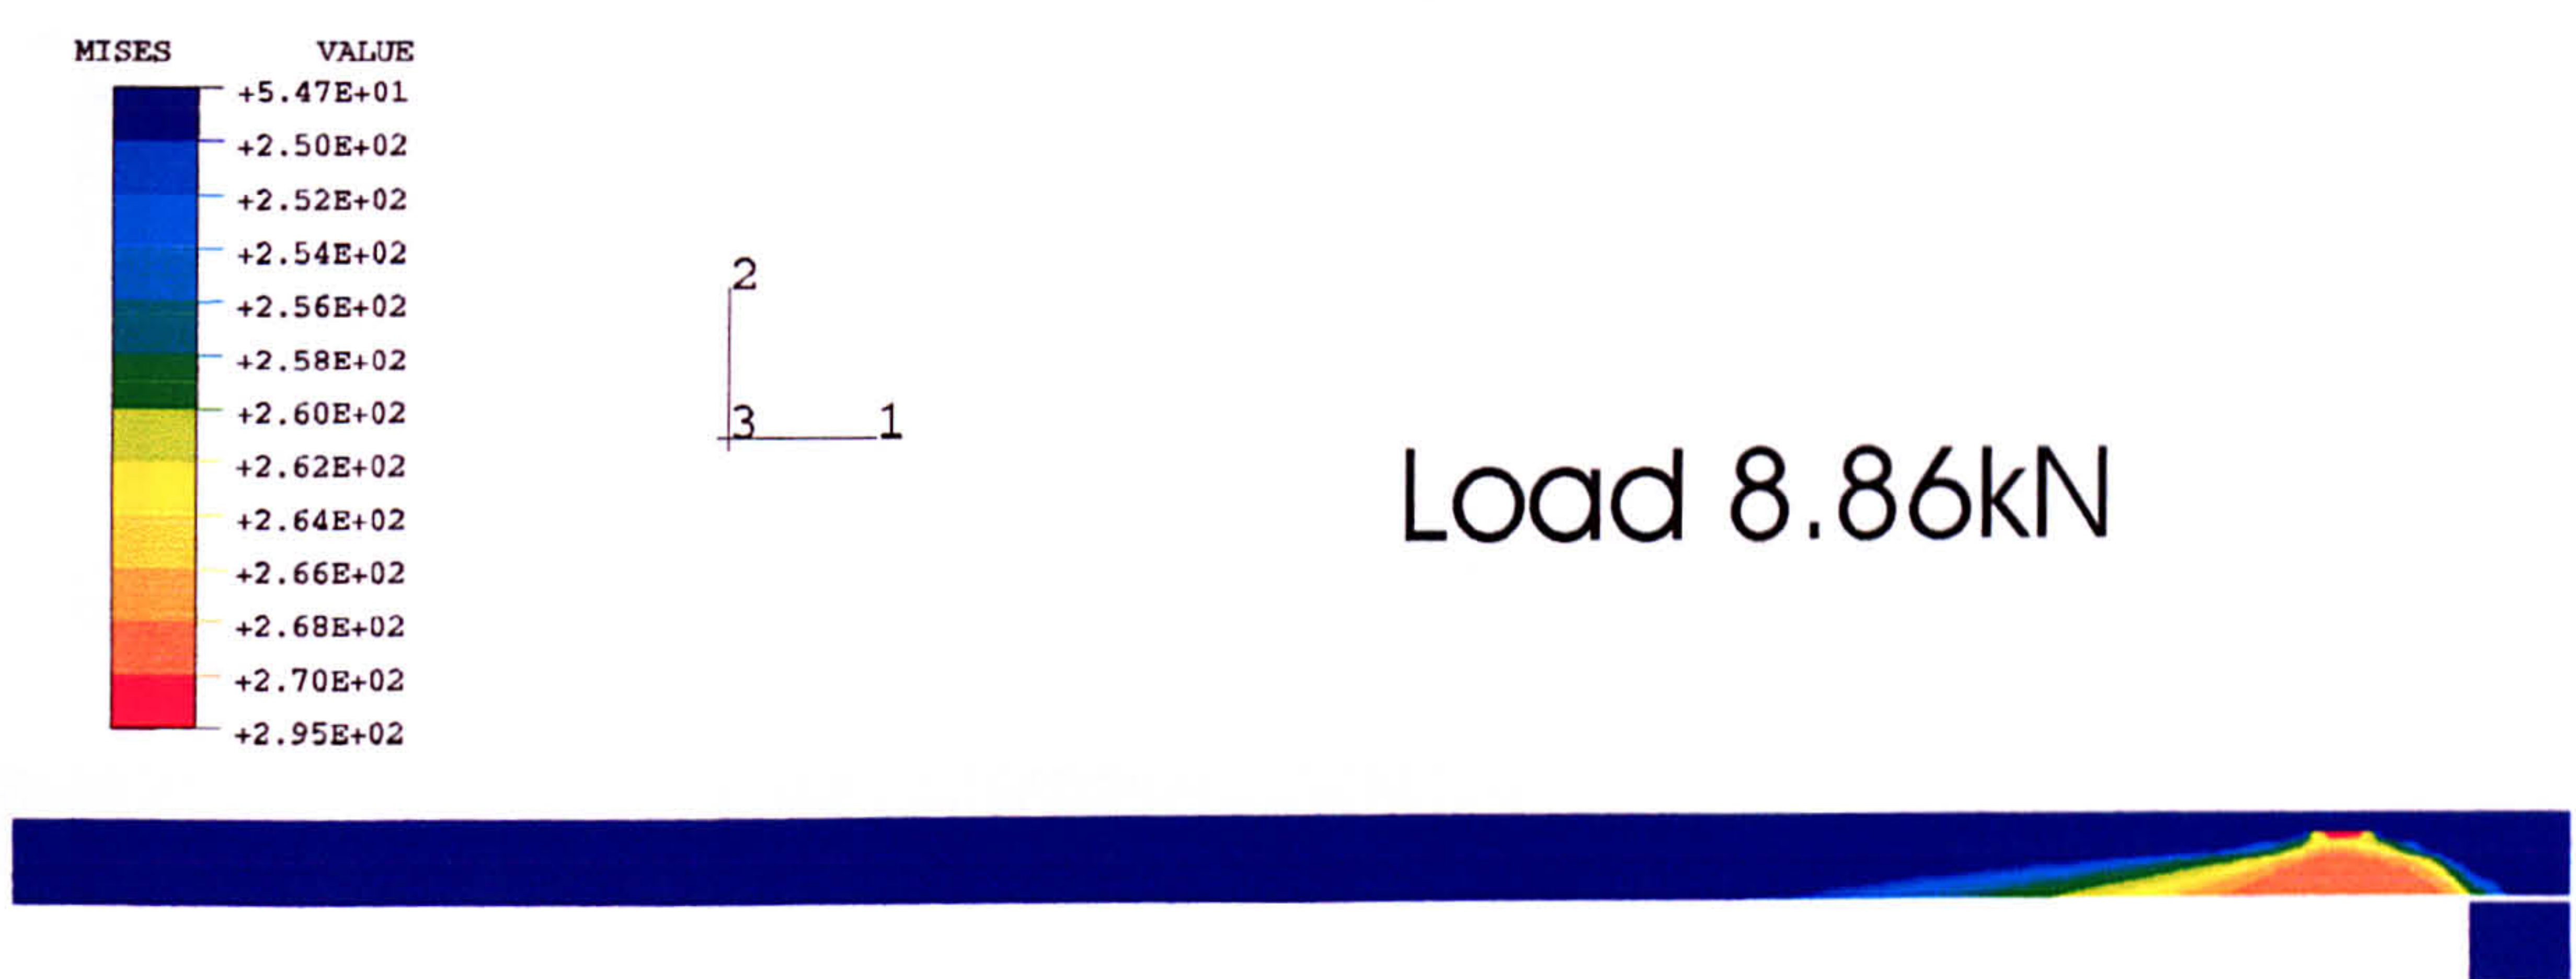 MISES VALUE
+5.47E+01
+2.50E+02
+2.52E+02
+2.54E+02
+2.56E+02
+2.58E+02
+2.60E+02
+2.62E+02
+2.64E+02
+2.66E+02
+2.68E+02
+2.70E+02
+2.95E+02
2
3 1
Load 8.86kN